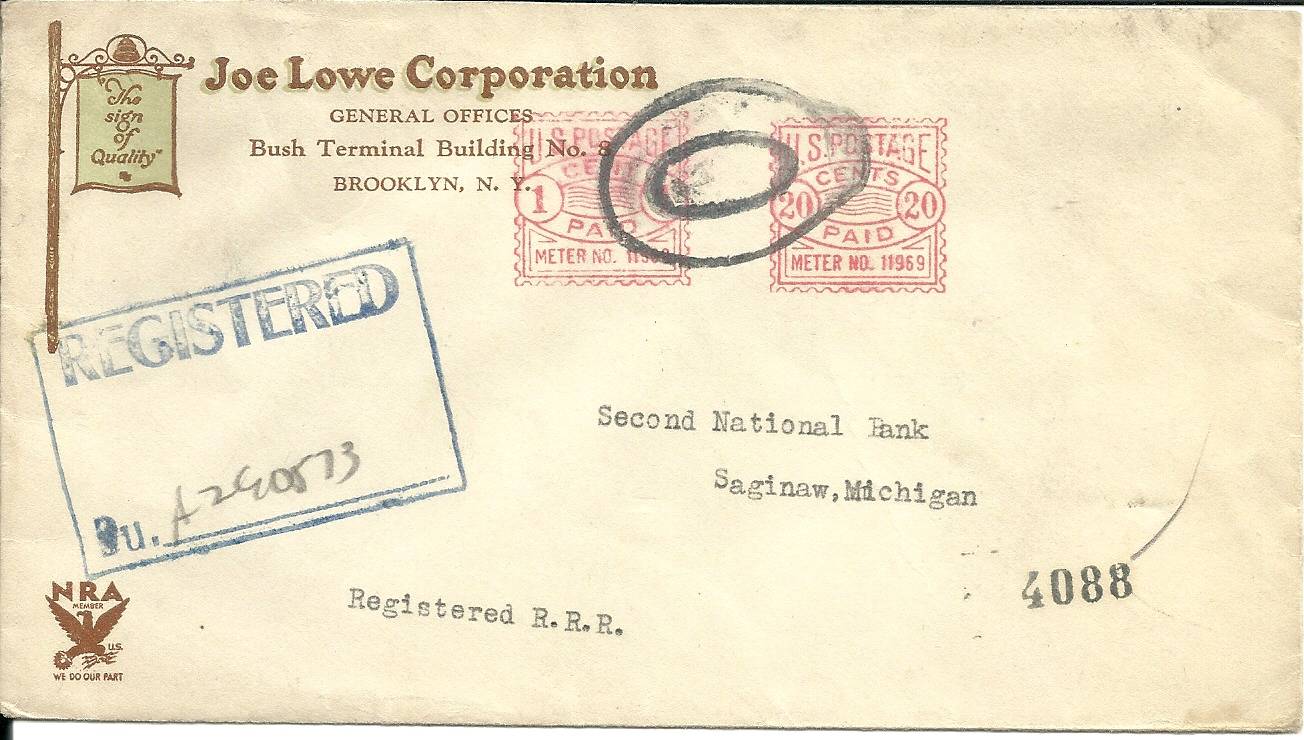 "The
sign
of
Quality"
Joe Lowe Corporation
GENERAL OFFICES
Bush Terminal Building No. 8
BROOKLYN, N. Y.
U.S. POSTAGE
CENT
1
PAID
METER NO. 11969
U.S. POSTAGE
CENTS
20 20
PAID
METER NO. 11969
REGISTERED
Second National Bank
Saginaw, Michigan
4088
Registered R.R.R.
NRA
MEMBER
U.S.
WE DO OUR PART